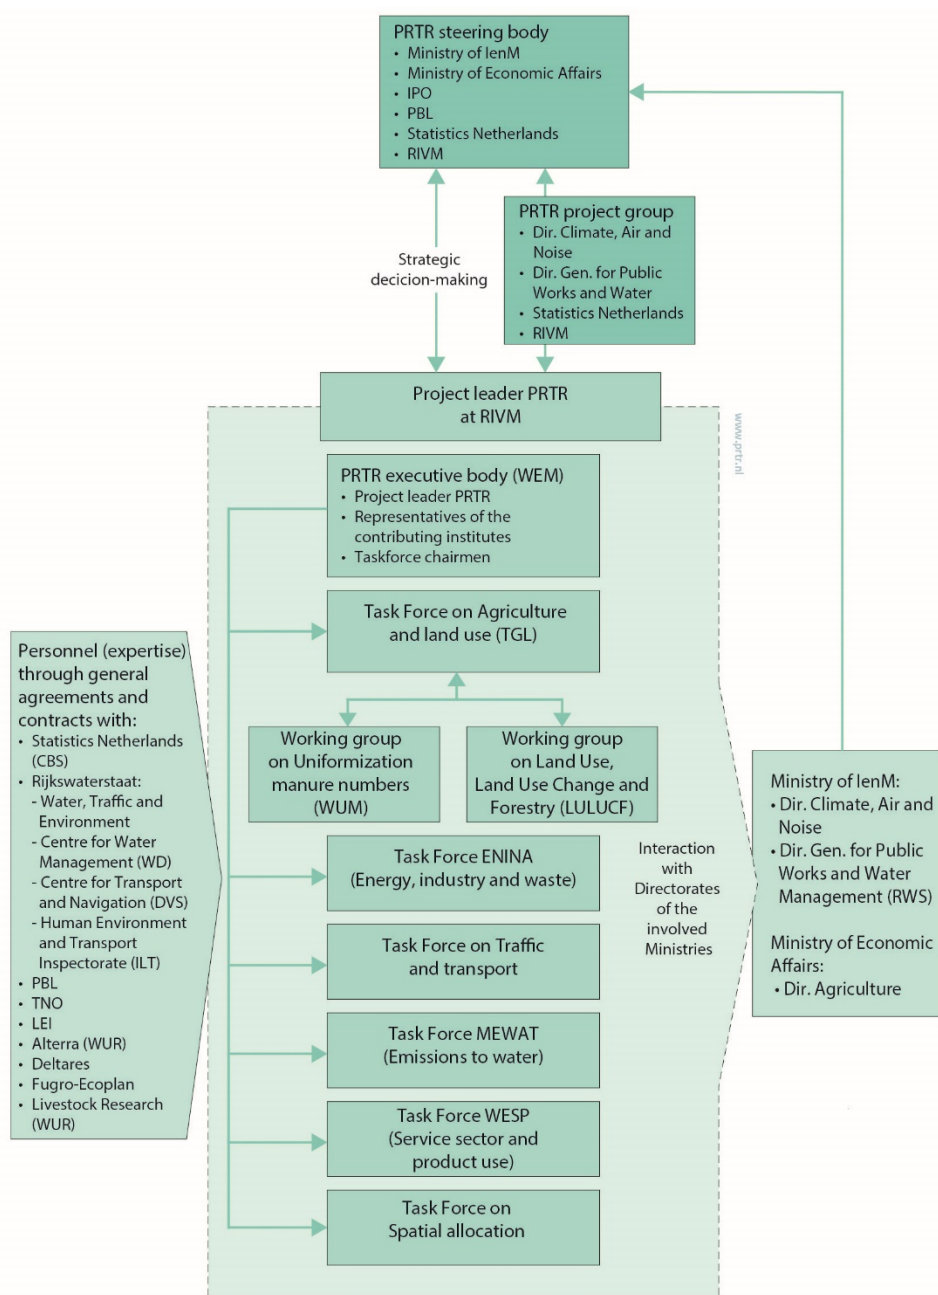 PRTR steering body
• Ministry of IenM
• Ministry of Economic Affairs
• IPO
• PBL
• Statistics Netherlands
• RIVM
Strategic
decicion-making
PRTR project group
• Dir. Climate, Air and
Noise
• Dir. Gen. for Public
Works and Water
• Statistics Netherlands
• RIVM
Project leader PRTR
at RIVM
www.prtr.nl
PRTR executive body (WEM)
• Project leader PRTR
• Representatives of the
contributing institutes
• Taskforce chairmen
Task Force on Agriculture
and land use (TGL)
Working group
on Uniformization
manure numbers
(WUM)
Working group
on Land Use,
Land Use Change and
Forestry (LULUCF)
Task Force ENINA
(Energy, industry and waste)
Task Force on Traffic
and transport
Task Force MEWAT
(Emissions to water)
Task Force WESP
(Service sector and
product use)
Task Force on
Spatial allocation
Personnel (expertise)
through general
agreements and
contracts with:
• Statistics Netherlands
(CBS)
• Rijkswaterstaat:
- Water, Traffic and
Environment
- Centre for Water
Management (WD)
- Centre for Transport
and Navigation (DVS)
- Human Environment
and Transport
Inspectorate (ILT)
• PBL
• TNO
• LEI
• Alterra (WUR)
• Deltares
• Fugro-Ecoplan
• Livestock Research
(WUR)
Interaction
with
Directorates
of the
involved
Ministries
Ministry of IenM:
• Dir. Climate, Air and
Noise
• Dir. Gen. for Public
Works and Water
Management (RWS)
Ministry of Economic
Affairs:
• Dir. Agriculture